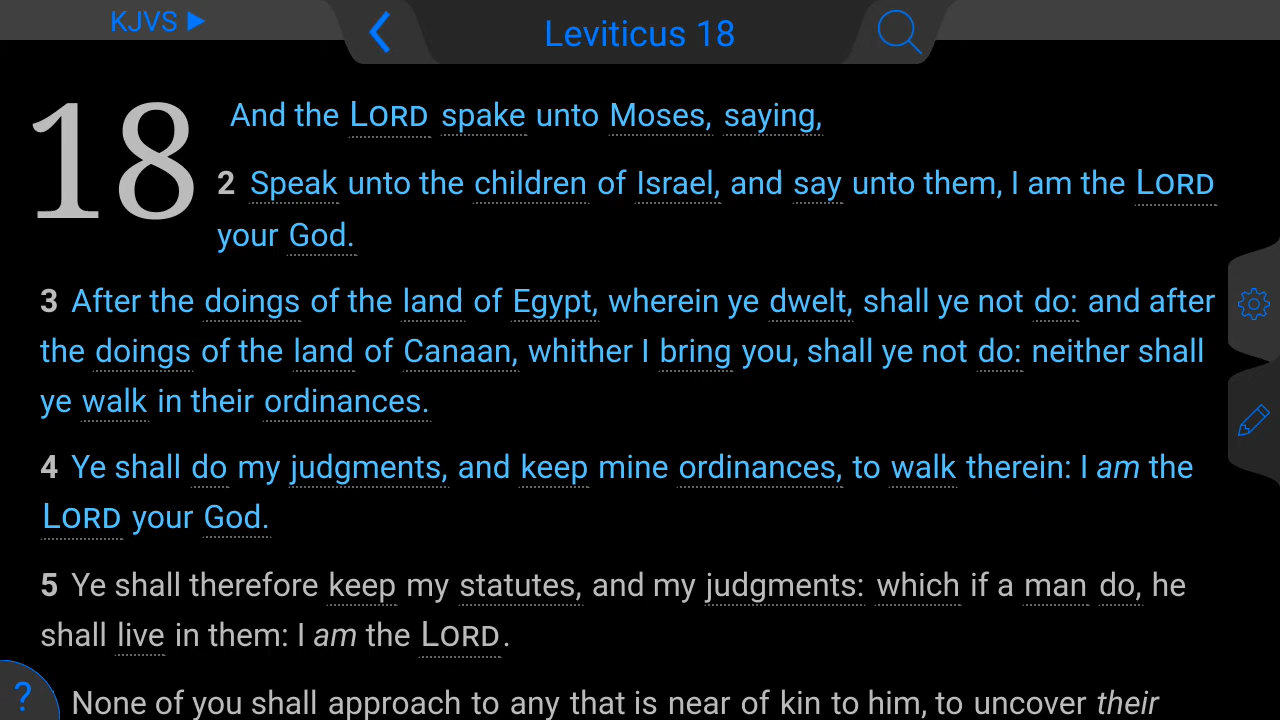 KJVS ▶
Leviticus 18
18 And the LORD spake unto Moses, saying,
2 Speak unto the children of Israel, and say unto them, I am the LORD
your God.
3 After the doings of the land of Egypt, wherein ye dwelt, shall ye not do: and after
the doings of the land of Canaan, whither I bring you, shall ye not do: neither shall
ye walk in their ordinances.
4 Ye shall do my judgments, and keep mine ordinances, to walk therein: I am the
LORD your God.
5 Ye shall therefore keep my statutes, and my judgments: which if a man do, he
shall live in them: I am the LORD.
None of you shall approach to any that is near of kin to him, to uncover their
?